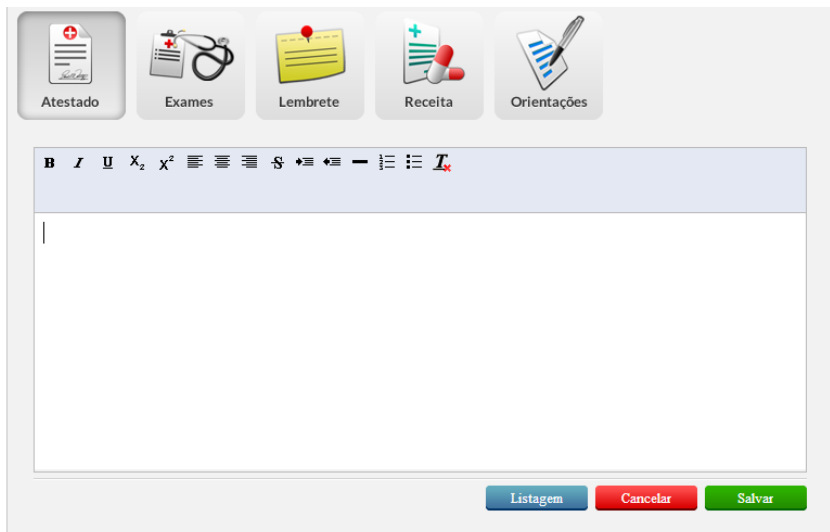 Atestado Exames Lembrete Receita Orientações
B I U X₂ X² S T
Listagem Cancelar Salvar